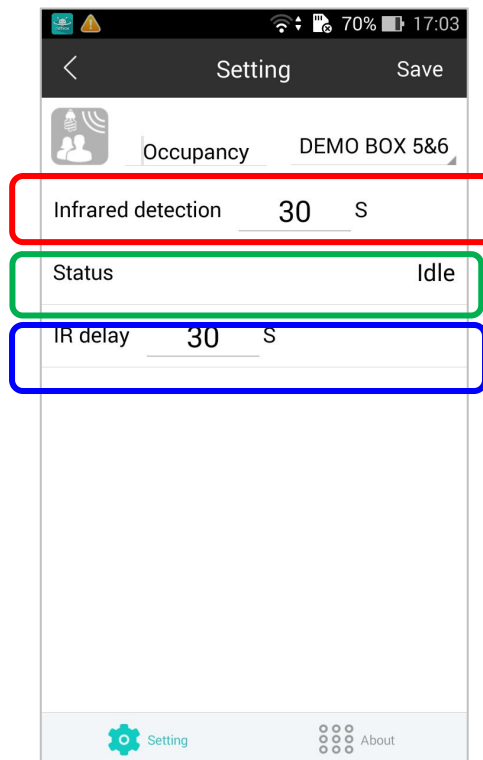 70% 17:03
Setting Save
Occupancy DEMO BOX 5&6
Infrared detection 30 S
Status Idle
IR delay 30 S
Setting About